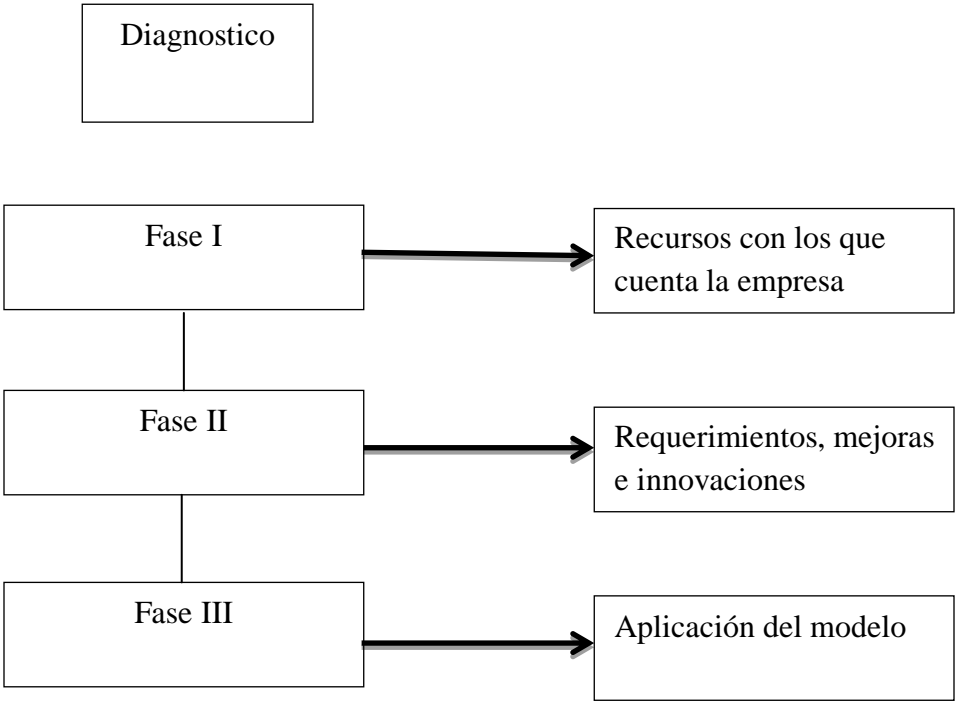 Diagnostico
Fase I
Recursos con los que
cuenta la empresa
Fase II
Requerimientos, mejoras
e innovaciones
Fase III
Aplicación del modelo